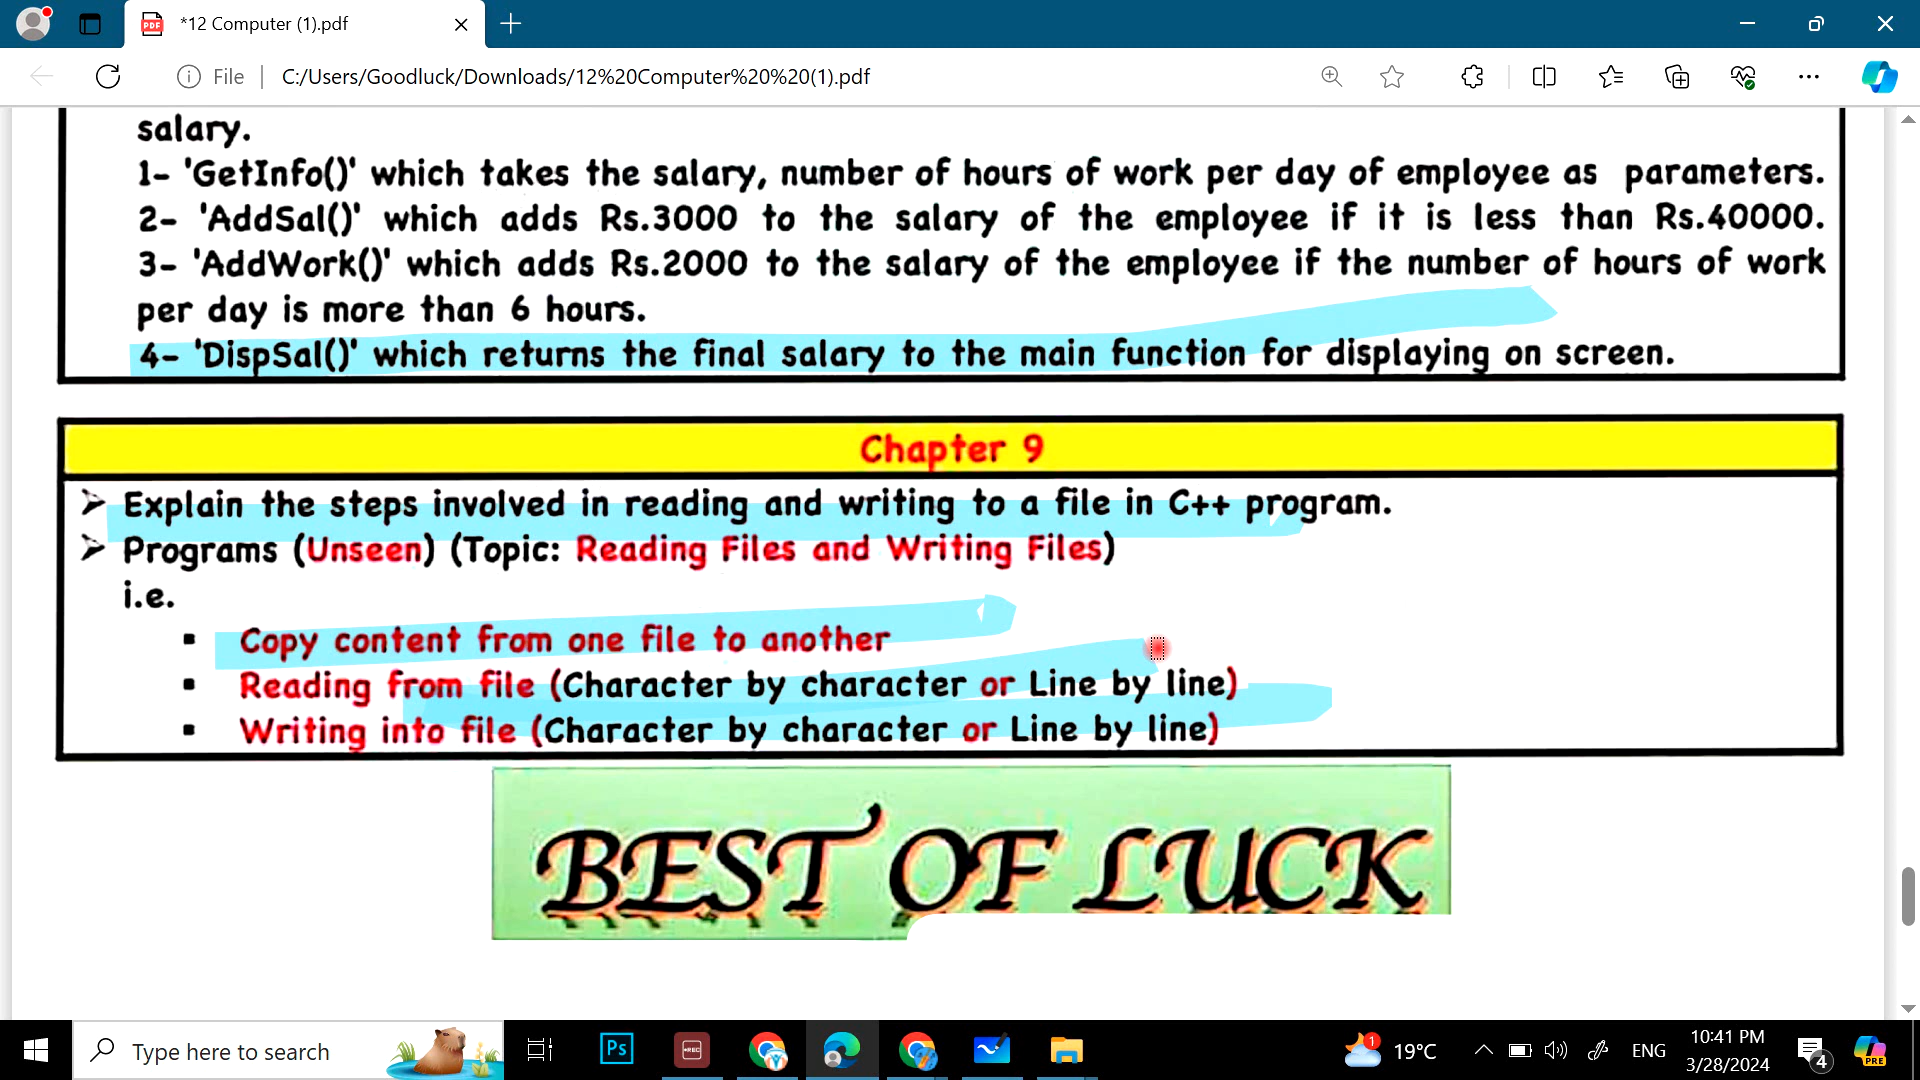 *12 Computer (1).pdf
File
C:/Users/Goodluck/Downloads/12%20Computer%20%20(1).pdf
salary.
1- 'GetInfo()' which takes the salary, number of hours of work per day of employee as parameters.
2- 'AddSal()' which adds Rs.3000 to the salary of the employee if it is less than Rs.40000.
3- 'AddWork()' which adds Rs.2000 to the salary of the employee if the number of hours of work
per day is more than 6 hours.
4- 'DispSal()' which returns the final salary to the main function for displaying on screen.
Chapter 9
➢ Explain the steps involved in reading and writing to a file in C++ program.
➢ Programs (Unseen) (Topic: Reading Files and Writing Files)
i.e.
▪ Copy content from one file to another
▪ Reading from file (Character by character or Line by line)
▪ Writing into file (Character by character or Line by line)
BEST OF LUCK
Type here to search
Ps
REC
1
19°C
ENG
10:41 PM
3/28/2024
4
PRE